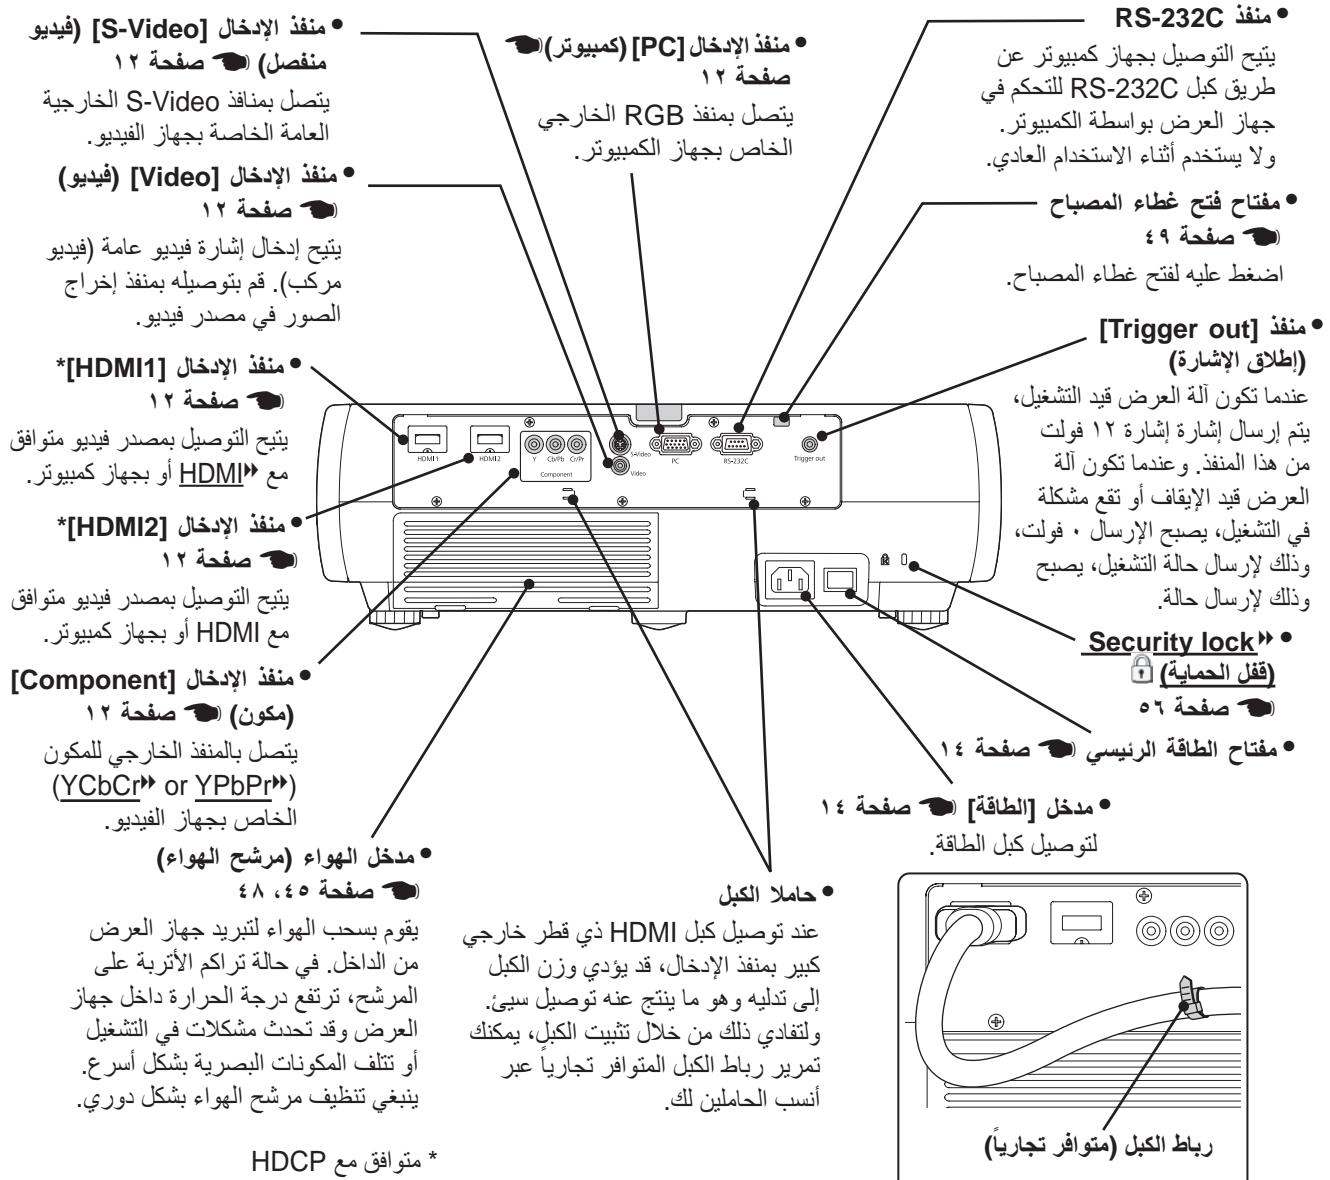 • منفذ RS-232C
يتيح التوصيل بجهاز كمبيوتر عن
طريق كبل RS-232C للتحكم في
جهاز العرض بواسطة الكمبيوتر.
ولا يستخدم أثناء الاستخدام العادي.
• مفتاح فتح غطاء المصباح
☚ صفحة ٤٩
اضغط عليه لفتح غطاء المصباح.
• منفذ [Trigger out]
(إطلاق الإشارة)
عندما تكون آلة العرض قيد التشغيل،
يتم إرسال إشارة إشارة ١٢ فولت
من هذا المنفذ. وعندما تكون آلة
العرض قيد الإيقاف أو تقع مشكلة
في التشغيل، يصبح الإرسال ٠ فولت،
وذلك لإرسال حالة التشغيل، يصبح
وذلك لإرسال حالة.
• Security lock
(قفل الحماية)
☚ صفحة ٥٦
• مفتاح الطاقة الرئيسي ☚ صفحة ١٤
• مدخل [الطاقة] ☚ صفحة ١٤
لتوصيل كبل الطاقة.
رباط الكبل (متوافر تجارياً)
• منفذ الإدخال [PC] (كمبيوتر) ☚
صفحة ١٢
يتصل بمنفذ RGB الخارجي
الخاص بجهاز الكمبيوتر.
• حاملا الكبل
عند توصيل كبل HDMI ذي قطر خارجي
كبير بمنفذ الإدخال، قد يؤدي وزن الكبل
إلى تدليه وهو ما ينتج عنه توصيل سيئ.
ولتفادي ذلك من خلال تثبيت الكبل، يمكنك
تمرير رباط الكبل المتوافر تجارياً عبر
أنسب الحاملين لك.
• منفذ الإدخال [S-Video] (فيديو
منفصل) ☚ صفحة ١٢
يتصل بمنافذ S-Video الخارجية
العامة الخاصة بجهاز الفيديو.
• منفذ الإدخال [Video] (فيديو)
☚ صفحة ١٢
يتيح إدخال إشارة فيديو عامة (فيديو
مركب). قم بتوصيله بمنفذ إخراج
الصور في مصدر فيديو.
• منفذ الإدخال [HDMI1]*
☚ صفحة ١٢
يتيح التوصيل بمصدر فيديو متوافق
مع HDMI أو بجهاز كمبيوتر.
• منفذ الإدخال [HDMI2]*
☚ صفحة ١٢
يتيح التوصيل بمصدر فيديو متوافق
مع HDMI أو بجهاز كمبيوتر.
• منفذ الإدخال [Component]
(مكون) ☚ صفحة ١٢
يتصل بالمنفذ الخارجي للمكون
(YCbCr or YPbPr)
الخاص بجهاز الفيديو.
• مدخل الهواء (مرشح الهواء)
☚ صفحة ٤٥، ٤٨
يقوم بسحب الهواء لتبريد جهاز العرض
من الداخل. في حالة تراكم الأتربة على
المرشح، ترتفع درجة الحرارة داخل جهاز
العرض وقد تحدث مشكلات في التشغيل
أو تتلف المكونات البصرية بشكل أسرع.
ينبغي تنظيف مرشح الهواء بشكل دوري.
* متوافق مع HDCP
HDMI1
HDMI2
Y Cb/Pb Cr/Pr
Component
S-Video
Video
PC
RS-232C
Trigger out